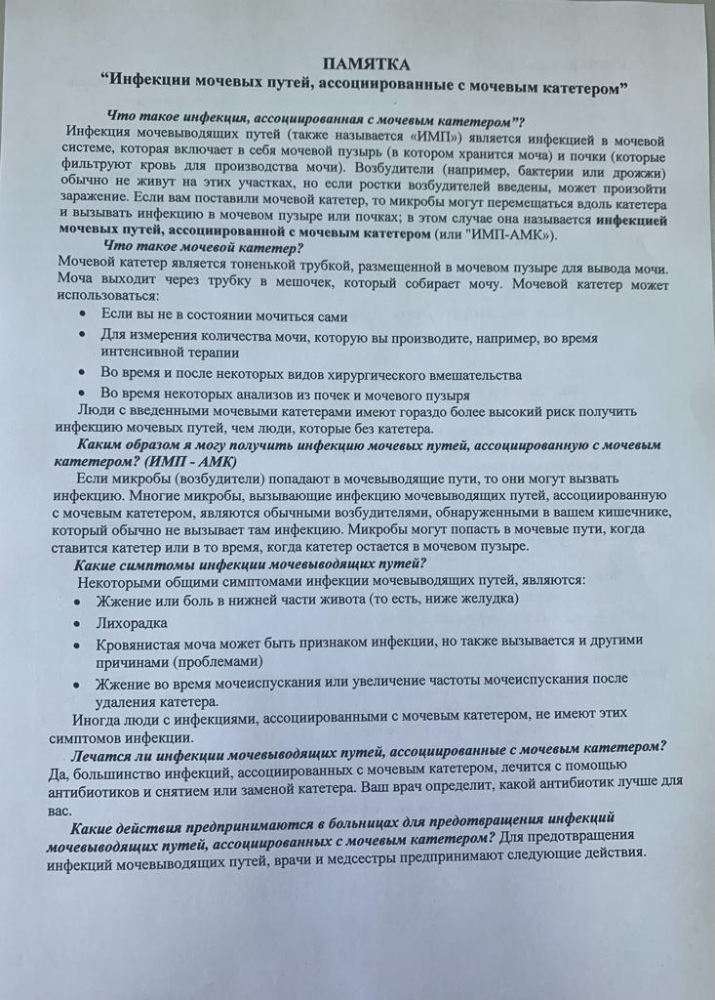 ПАМЯТКА
“Инфекции мочевых путей, ассоциированные с мочевым катетером”
Что такое инфекция, ассоциированная с мочевым катетером”?
Инфекция мочевыводящих путей (также называется «ИМП») является инфекцией в мочевой
системе, которая включает в себя мочевой пузырь (в котором хранится моча) и почки (которые
фильтруют кровь для производства мочи). Возбудители (например, бактерии или дрожжи)
обычно не живут на этих участках, но если ростки возбудителей введены, может произойти
заражение. Если вам поставили мочевой катетер, то микробы могут перемещаться вдоль катетера
и вызывать инфекцию в мочевом пузыре или почках; в этом случае она называется инфекцией
мочевых путей, ассоциированной с мочевым катетером (или "ИМП-АМК»).
Что такое мочевой катетер?
Мочевой катетер является тоненькой трубкой, размещенной в мочевом пузыре для вывода мочи.
Моча выходит через трубку в мешочек, который собирает мочу. Мочевой катетер может
использоваться:
• Если вы не в состоянии мочиться сами
• Для измерения количества мочи, которую вы производите, например, во время
интенсивной терапии
• Во время и после некоторых видов хирургического вмешательства
• Во время некоторых анализов из почек и мочевого пузыря
Люди с введенными мочевыми катетерами имеют гораздо более высокий риск получить
инфекцию мочевых путей, чем люди, которые без катетера.
Каким образом я могу получить инфекцию мочевых путей, ассоциированную с мочевым
катетером? (ИМП - АМК)
Если микробы (возбудители) попадают в мочевыводящие пути, то они могут вызвать
инфекцию. Многие микробы, вызывающие инфекцию мочевыводящих путей, ассоциированную
с мочевым катетером, являются обычными возбудителями, обнаруженными в вашем кишечнике,
который обычно не вызывает там инфекцию. Микробы могут попасть в мочевые пути, когда
ставится катетер или в то время, когда катетер остается в мочевом пузыре.
Какие симптомы инфекции мочевыводящих путей?
Некоторыми общими симптомами инфекции мочевыводящих путей, являются:
• Жжение или боль в нижней части живота (то есть, ниже желудка)
• Лихорадка
• Кровянистая моча может быть признаком инфекции, но также вызывается и другими
причинами (проблемами)
• Жжение во время мочеиспускания или увеличение частоты мочеиспускания после
удаления катетера.
Иногда люди с инфекциями, ассоциированными с мочевым катетером, не имеют этих
симптомов инфекции.
Лечатся ли инфекции мочевыводящих путей, ассоциированные с мочевым катетером?
Да, большинство инфекций, ассоциированных с мочевым катетером, лечится с помощью
антибиотиков и снятием или заменой катетера. Ваш врач определит, какой антибиотик лучше для
вас.
Какие действия предпринимаются в больницах для предотвращения инфекций
мочевыводящих путей, ассоциированных с мочевым катетером? Для предотвращения
инфекций мочевыводящих путей, врачи и медсестры предпринимают следующие действия.